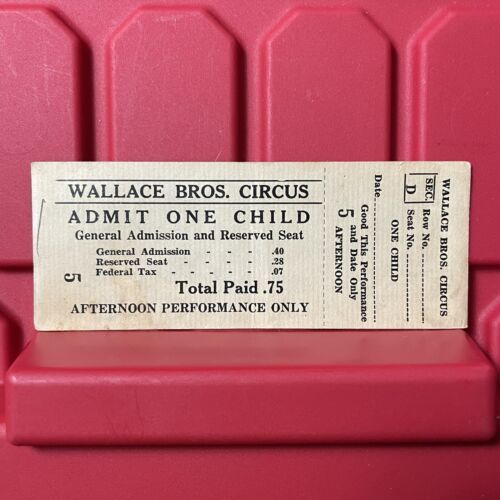 WALLACE BROS. CIRCUS
ADMIT ONE CHILD
General Admission and Reserved Seat
General Admission - - - .40
Reserved Seat - - - .28
Federal Tax - - - - .07
Total Paid .75
AFTERNOON PERFORMANCE ONLY
5
Date
Good This Performance
and Date Only
5 AFTERNOON
SEC. D
Row No.
Seat No.
ONE CHILD
WALLACE BROS. CIRCUS